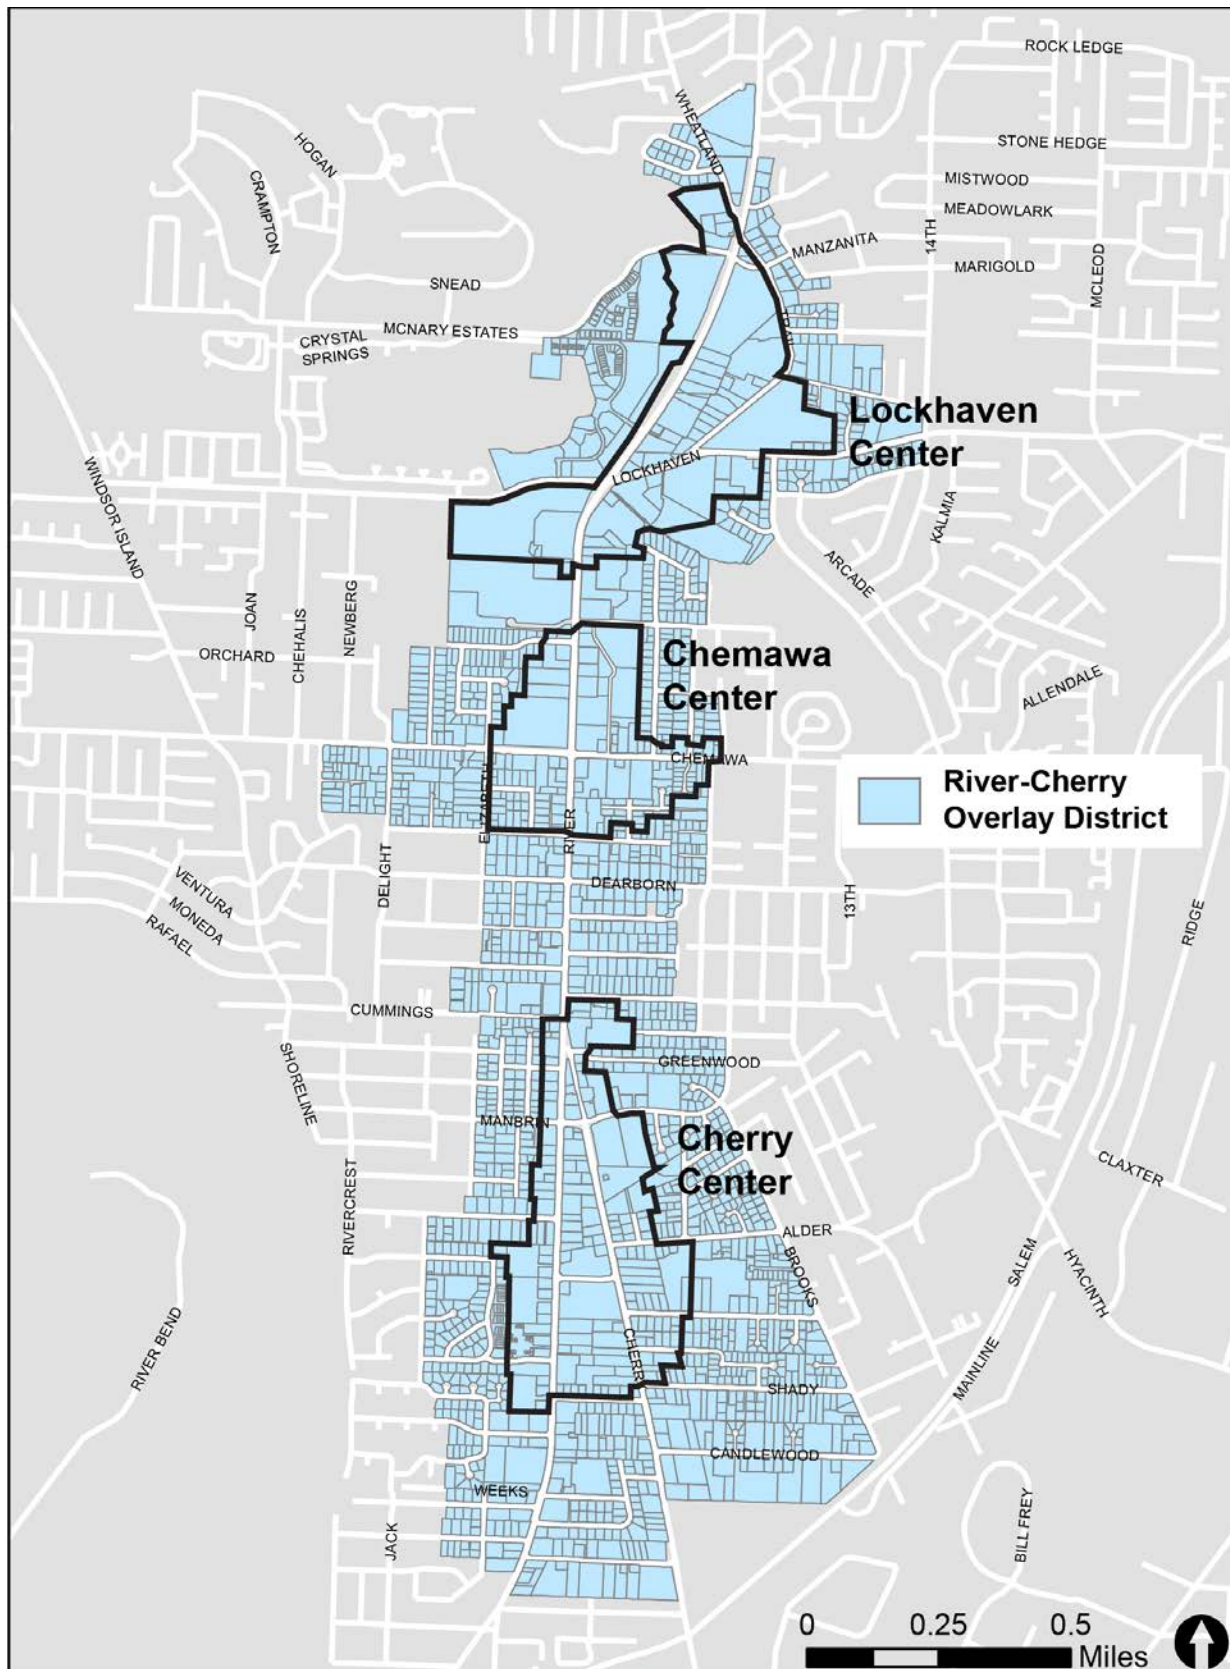 ROCK LEDGE
WHEATLAND
STONE HEDGE
HOGAN
CRAMPTON
MISTWOOD
MEADOWLARK
14TH
MANZANITA
MARIGOLD
MCLEOD
SNEAD
TRAIL
MCNARY ESTATES
CRYSTAL
SPRINGS
Lockhaven
Center
LOCKHAVEN
WINDSOR ISLAND
KALMIA
ARCADE
JOAN
CHEHALIS
NEWBERG
ORCHARD
Chemawa
Center
ALLENDALE
CHEMAWA
River-Cherry
Overlay District
ELIZABETH
RIVER
DELIGHT
VENTURA
MONEDA
RAFAEL
DEARBORN
13TH
RIDGE
CUMMINGS
SHORELINE
GREENWOOD
MANBRIN
Cherry
Center
CLAXTER
RIVERCREST
ALDER
BROOKS
SALEM
HYACINTH
RIVER BEND
CHERRY
MAINLINE
SHADY
CANDLEWOOD
WEEKS
JACK
BILL FREY
0 0.25 0.5
Miles